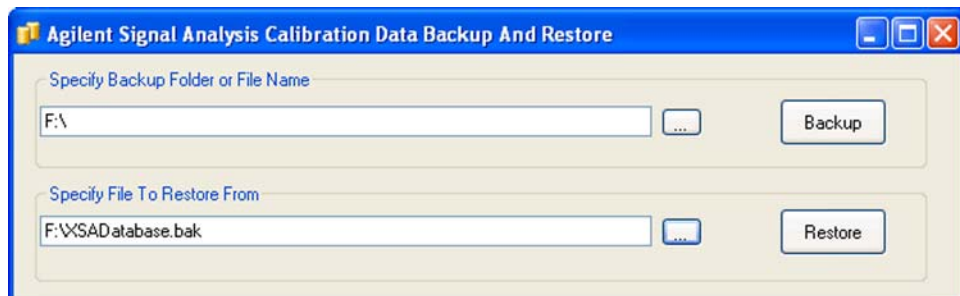 Agilent Signal Analysis Calibration Data Backup And Restore
Specify Backup Folder or File Name
F:\
...
Backup
Specify File To Restore From
F:\XSADatabase.bak
...
Restore